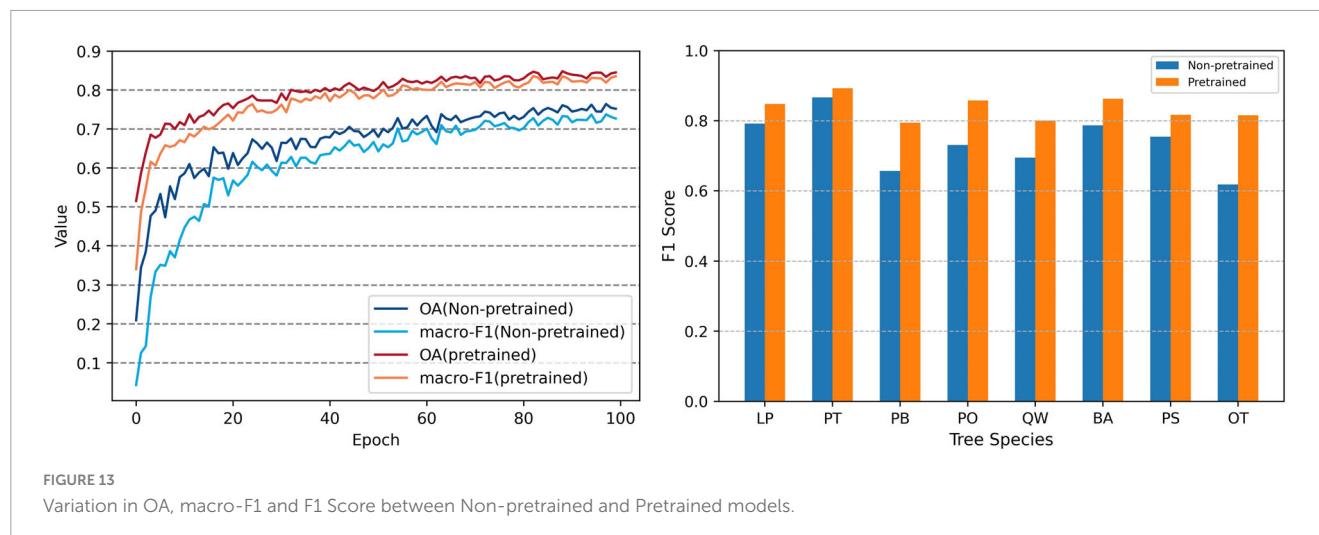 0.9
0.8
0.7
0.6
0.5
0.4
0.3
0.2
0.1
Value
0 20 40 60 80 100
Epoch
OA(Non-pretrained)
macro-F1(Non-pretrained)
OA(pretrained)
macro-F1(pretrained)
1.0
0.8
0.6
0.4
0.2
0.0
F1 Score
Non-pretrained
Pretrained
LP PT PB PO QW BA PS OT
Tree Species
FIGURE 13
Variation in OA, macro-F1 and F1 Score between Non-pretrained and Pretrained models.